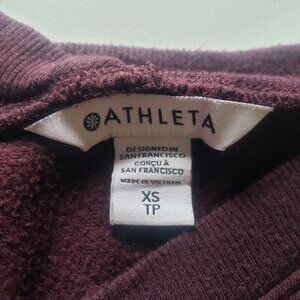 ATHLETA
DESIGNED IN
SAN FRANCISCO
CONÇU À
SAN FRANCISCO
MADE IN VIETNAM
XS
TP